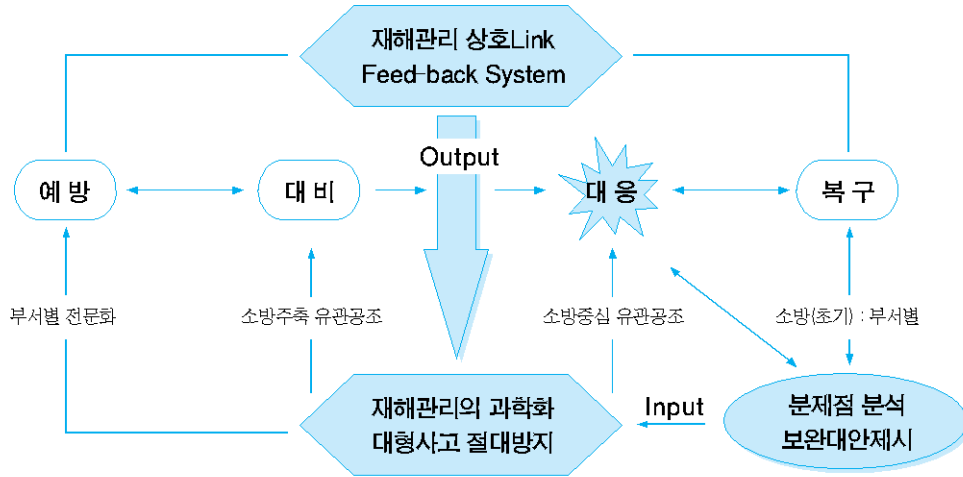 재해관리 상호Link
Feed-back System
Output
예 방
대 비
대 응
복 구
부서별 전문화
소방주축 유관공조
소방중심 유관공조
소방(초기) : 부서별
재해관리의 과학화
대형사고 절대방지
Input
분제점 분석
보완대안제시